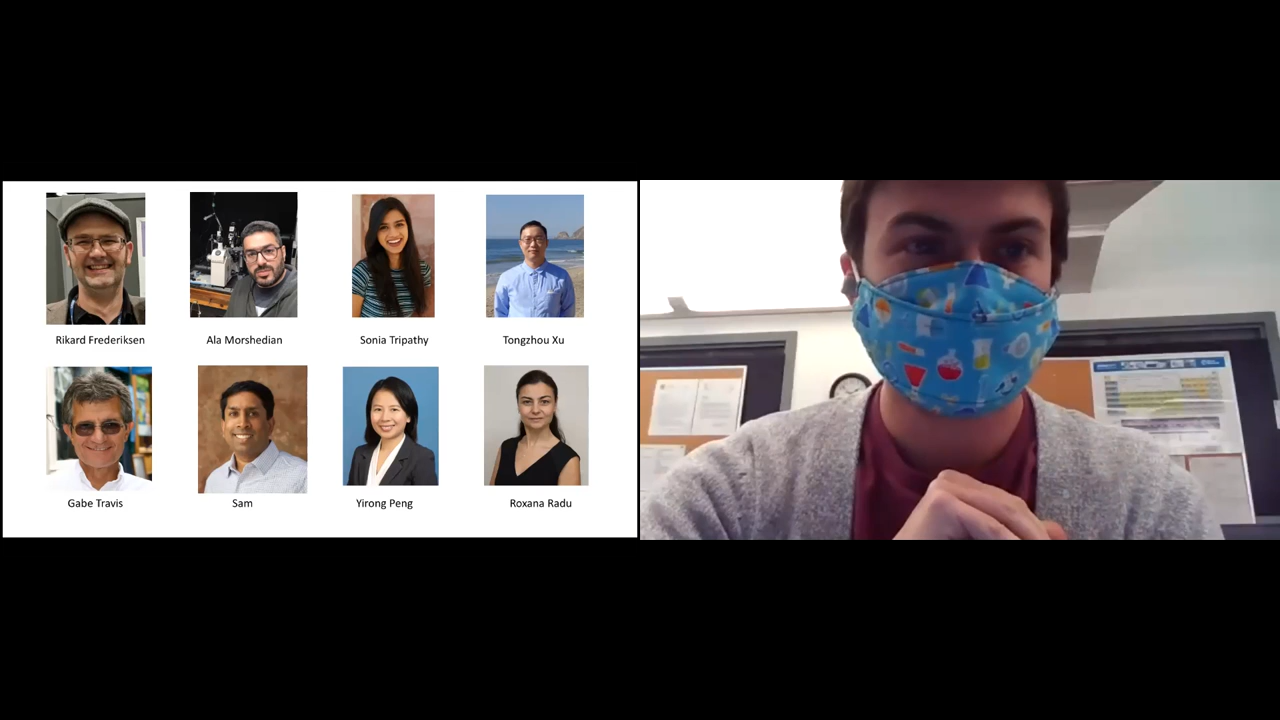 Rikard Frederiksen
Ala Morshedian
Sonia Tripathy
Tongzhou Xu
Gabe Travis
Sam
Yirong Peng
Roxana Radu